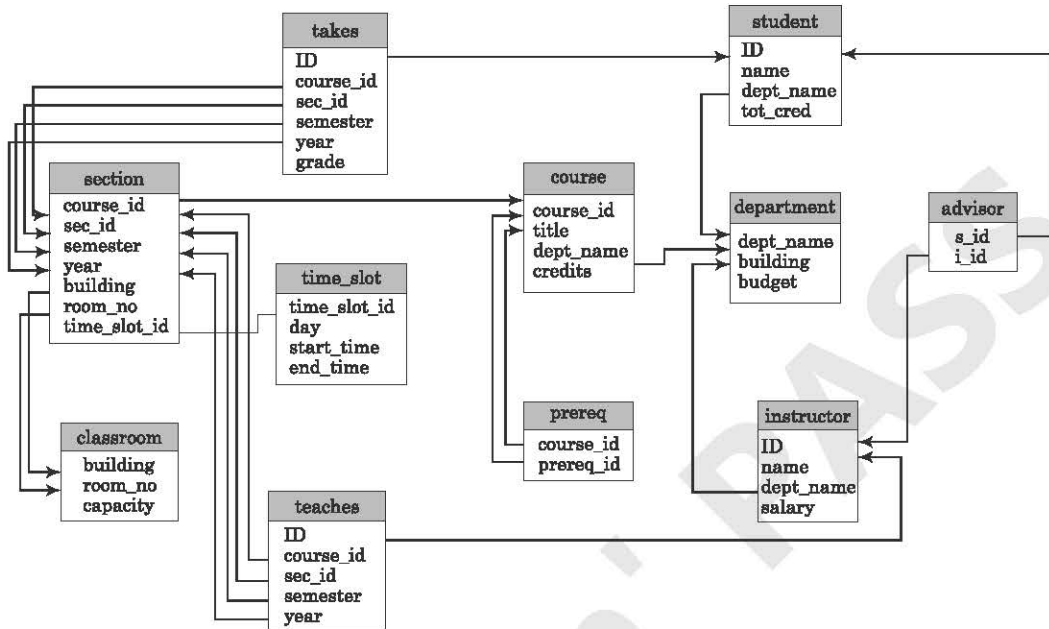 takes
ID
course_id
sec_id
semester
year
grade
student
ID
name
dept_name
tot_cred
section
course_id
sec_id
semester
year
building
room_no
time_slot_id
course
course_id
title
dept_name
credits
department
dept_name
building
budget
advisor
s_id
i_id
time_slot
time_slot_id
day
start_time
end_time
prereq
course_id
prereq_id
instructor
ID
name
dept_name
salary
classroom
building
room_no
capacity
teaches
ID
course_id
sec_id
semester
year
PASS